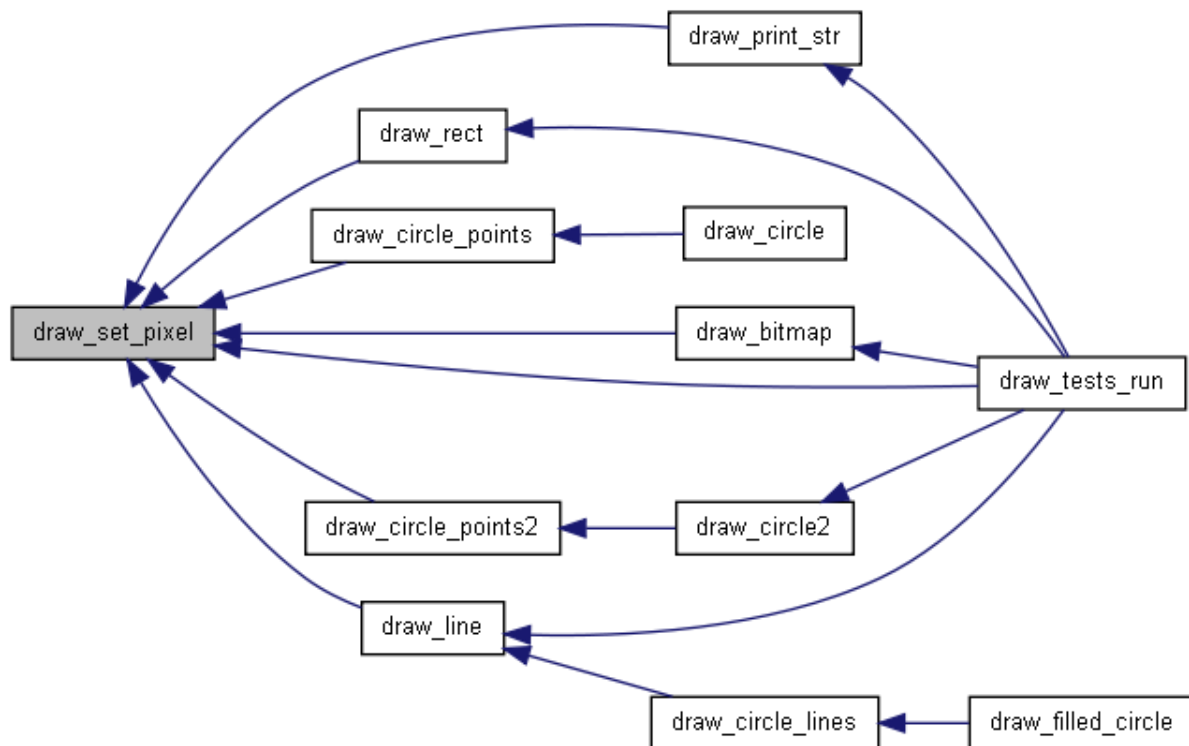 draw_print_str
draw_rect
draw_circle_points
draw_circle
draw_set_pixel
draw_bitmap
draw_tests_run
draw_circle_points2
draw_circle2
draw_line
draw_circle_lines
draw_filled_circle